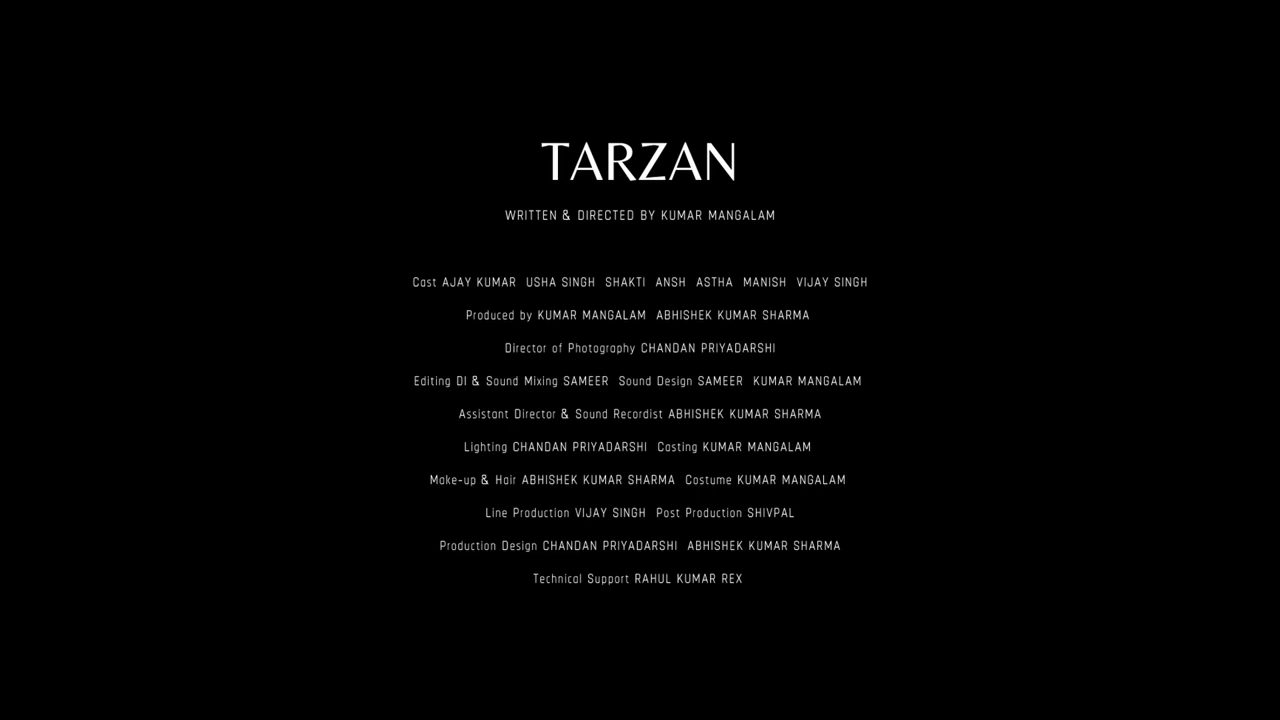 TARZAN
WRITTEN & DIRECTED BY KUMAR MANGALAM
Cast AJAY KUMAR USHA SINGH SHAKTI ANSH ASTHA MANISH VIJAY SINGH
Produced by KUMAR MANGALAM ABHISHEK KUMAR SHARMA
Director of Photography CHANDAN PRIYADARSHI
Editing DI & Sound Mixing SAMEER Sound Design SAMEER KUMAR MANGALAM
Assistant Director & Sound Recordist ABHISHEK KUMAR SHARMA
Lighting CHANDAN PRIYADARSHI Casting KUMAR MANGALAM
Make-up & Hair ABHISHEK KUMAR SHARMA Costume KUMAR MANGALAM
Line Production VIJAY SINGH Post Production SHIVPAL
Production Design CHANDAN PRIYADARSHI ABHISHEK KUMAR SHARMA
Technical Support RAHUL KUMAR REX